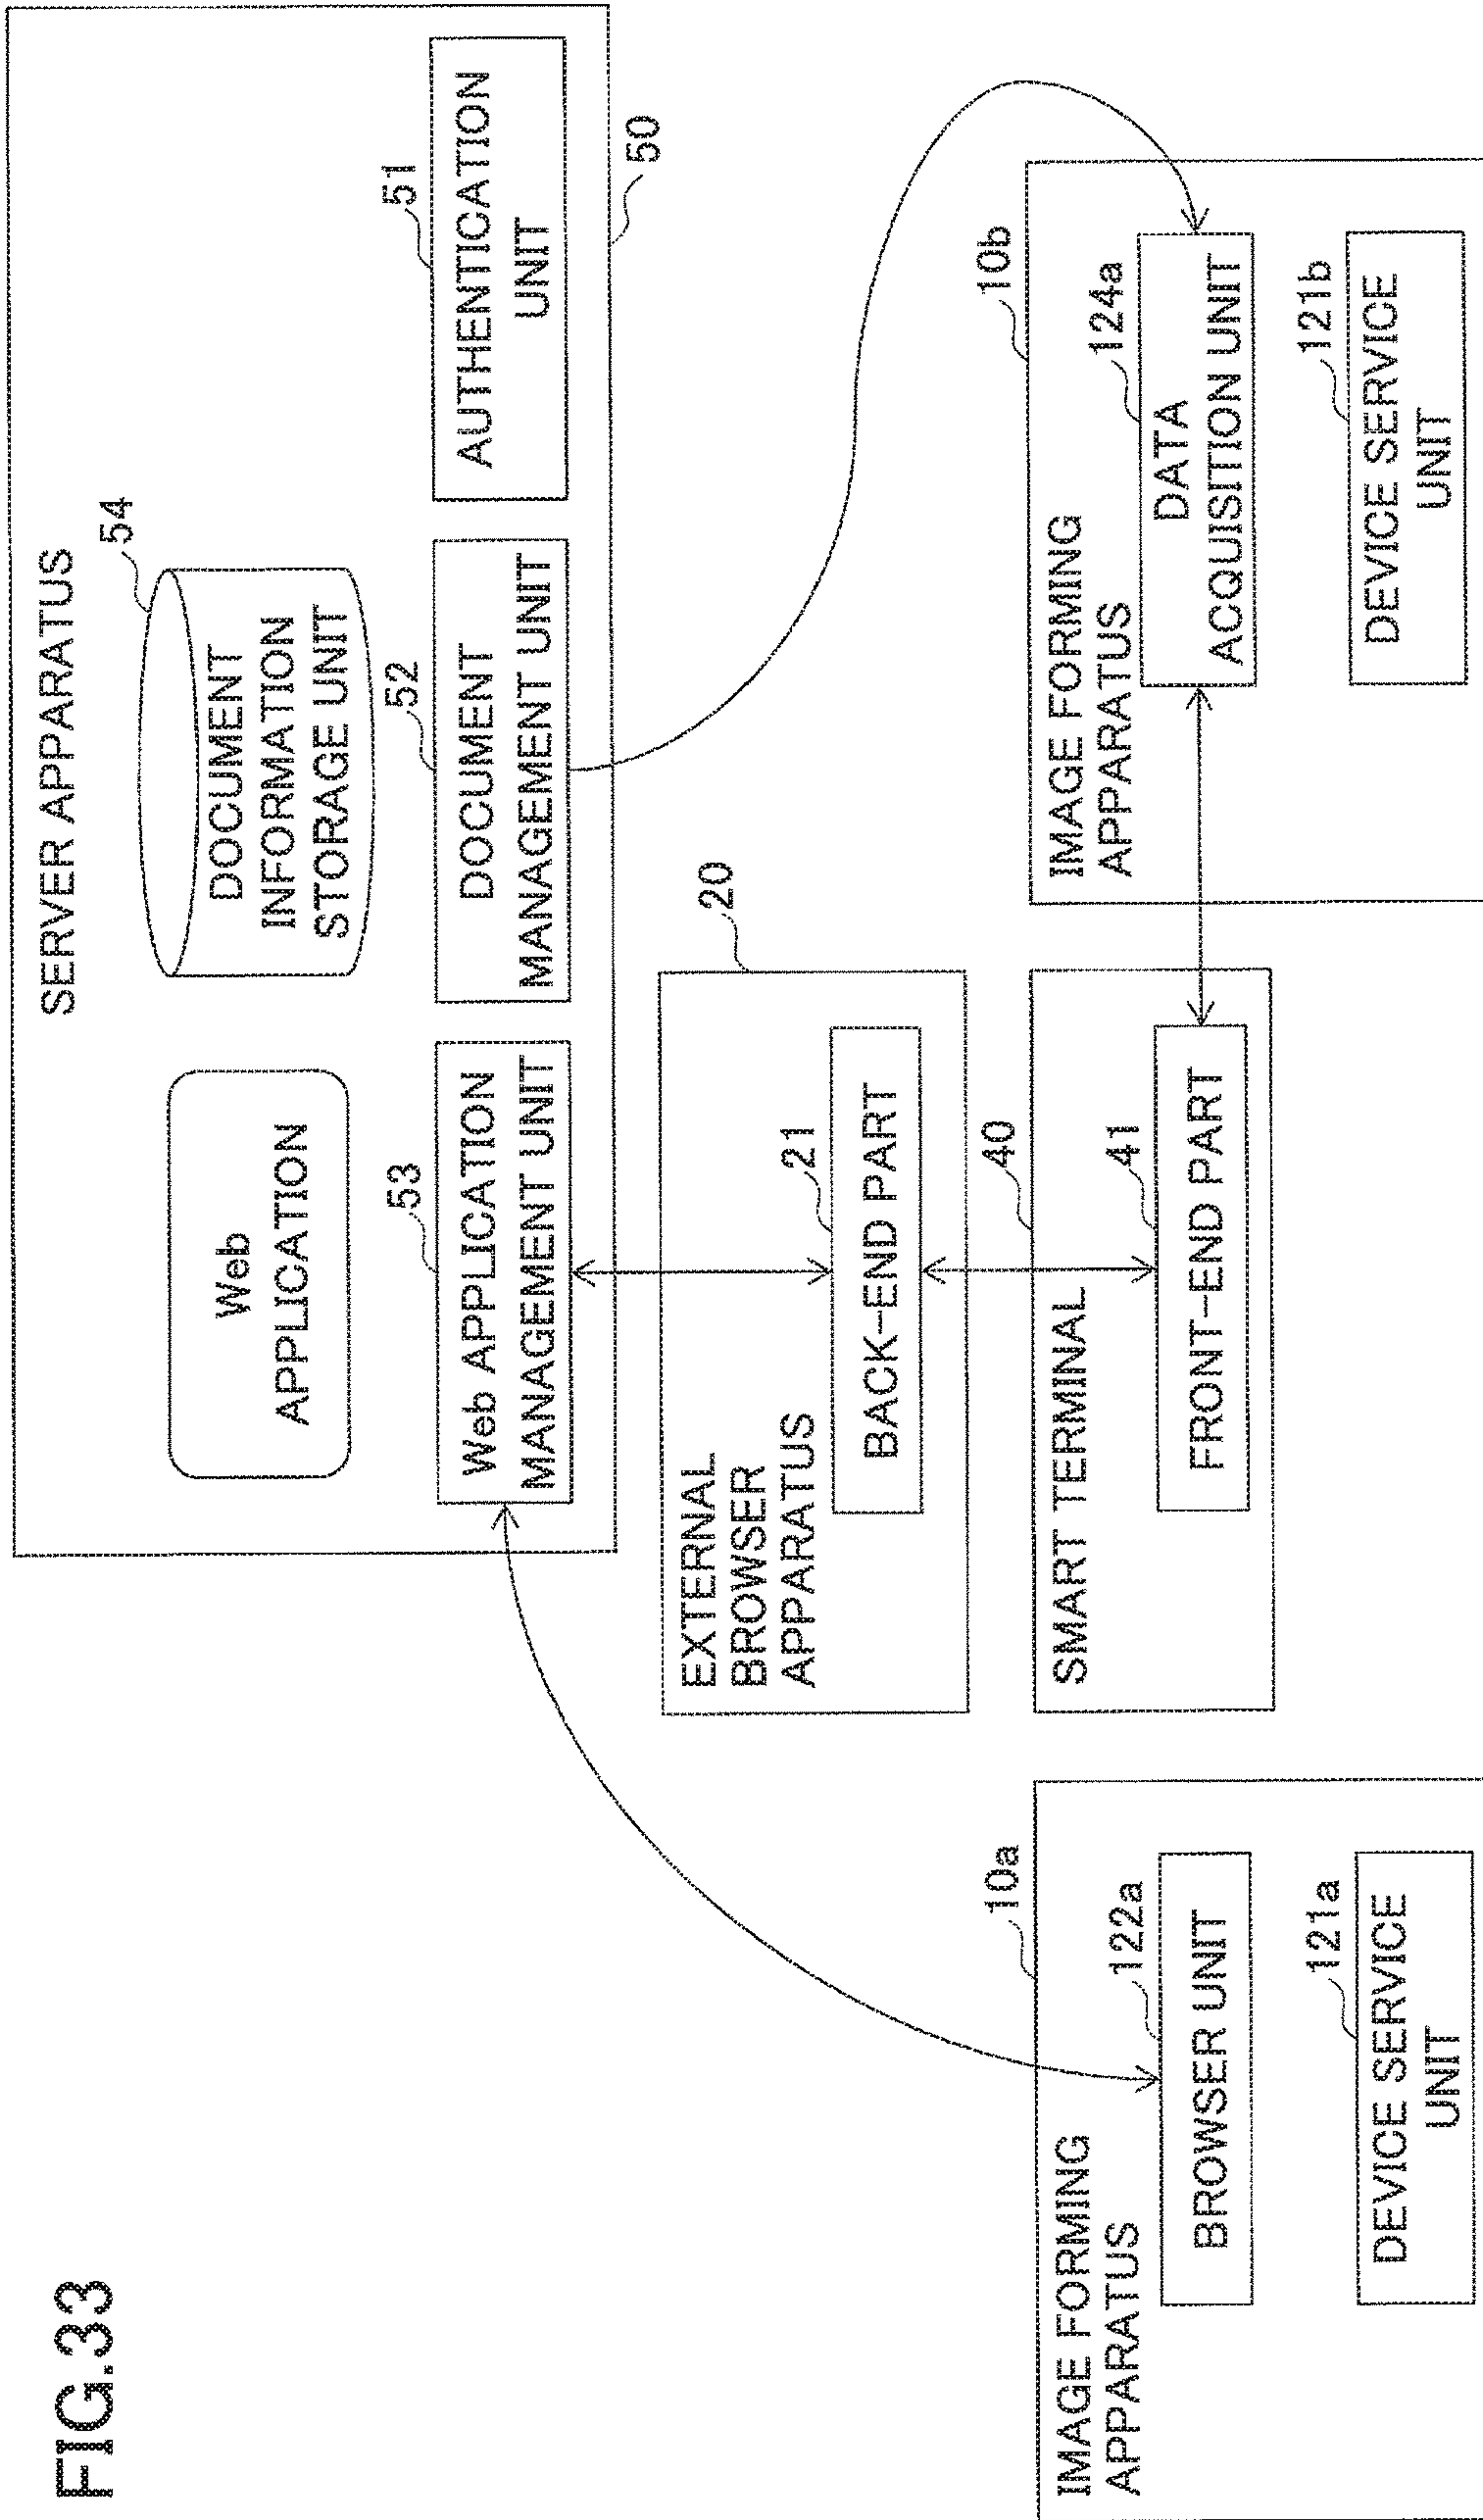 FIG.33
SERVER APPARATUS
Web
APPLICATION
DOCUMENT
INFORMATION
STORAGE UNIT
54
53
Web APPLICATION
MANAGEMENT UNIT
52
DOCUMENT
MANAGEMENT UNIT
51
AUTHENTICATION
UNIT
50
20
EXTERNAL
BROWSER
APPARATUS
21
BACK-END PART
10a
IMAGE FORMING
APPARATUS
122a
BROWSER UNIT
121a
DEVICE SERVICE
UNIT
40
SMART TERMINAL
41
FRONT-END PART
10b
IMAGE FORMING
APPARATUS
124a
DATA
ACQUISITION UNIT
121b
DEVICE SERVICE
UNIT